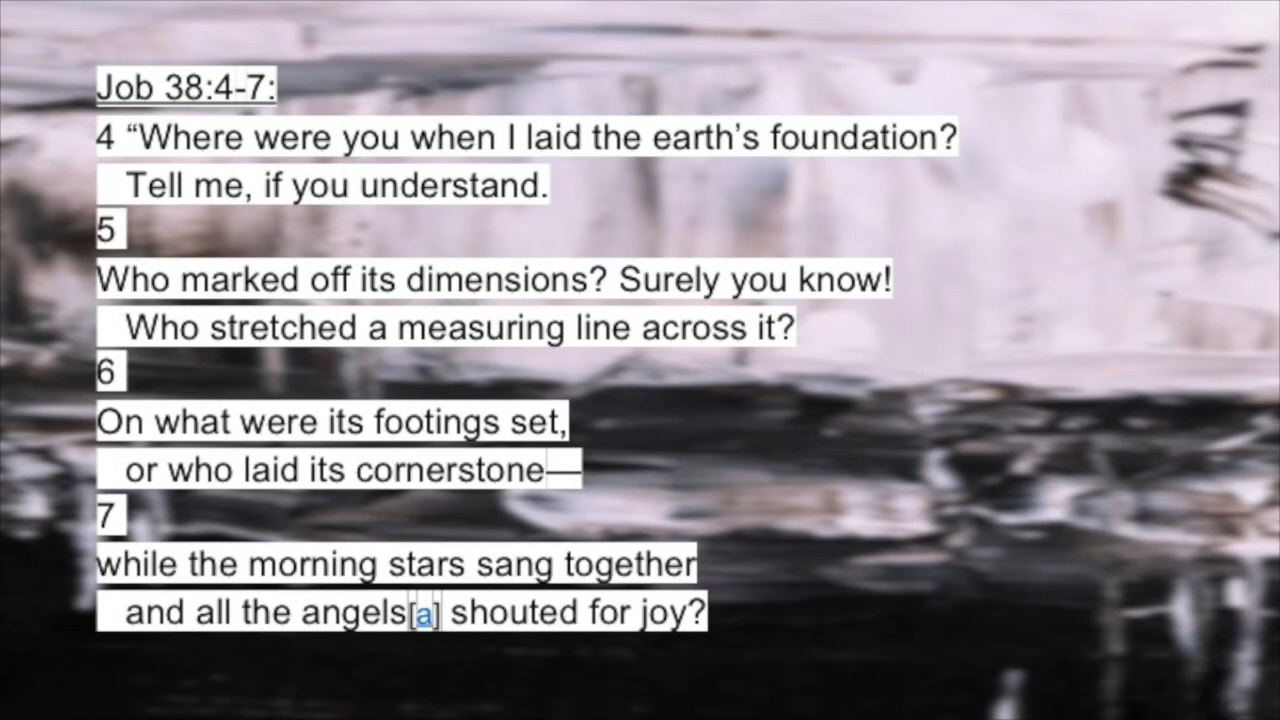 Job 38:4-7:
4 “Where were you when I laid the earth’s foundation?
Tell me, if you understand.
5
Who marked off its dimensions? Surely you know!
Who stretched a measuring line across it?
6
On what were its footings set,
or who laid its cornerstone—
7
while the morning stars sang together
and all the angels[a] shouted for joy?